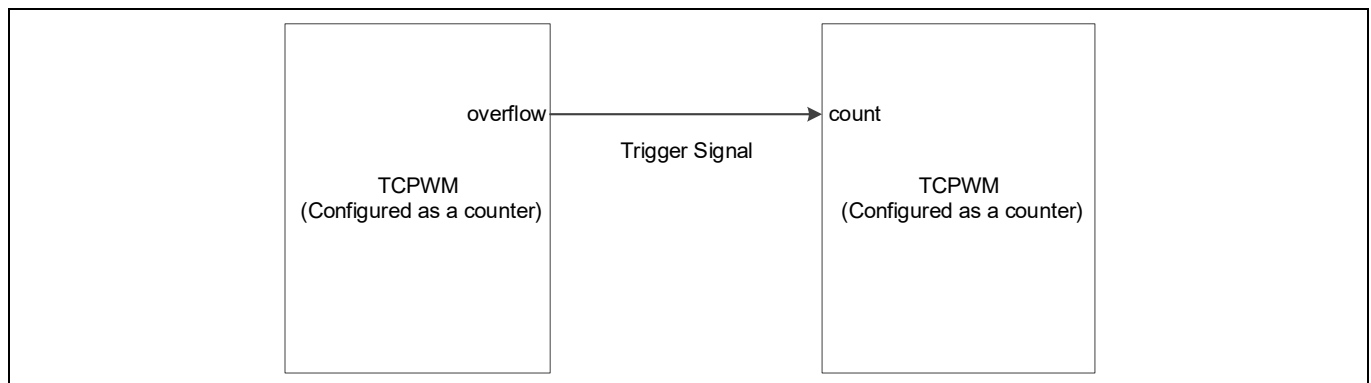 overflow
count
Trigger Signal
TCPWM
(Configured as a counter)
TCPWM
(Configured as a counter)